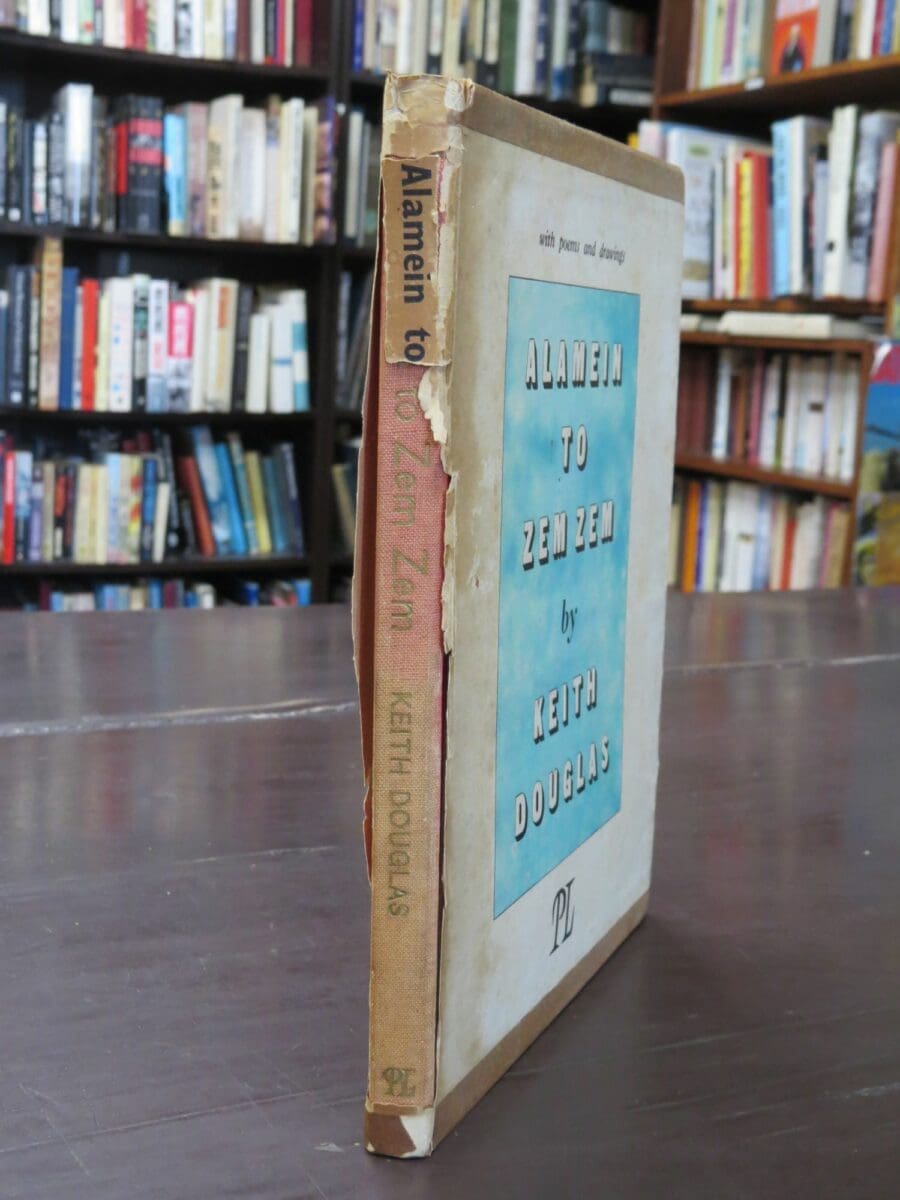 Alamein to
to Zem Zem KEITH DOUGLAS
PL
with poems and drawings
ALAMEIN
TO
ZEM ZEM
by
KEITH
DOUGLAS
PL